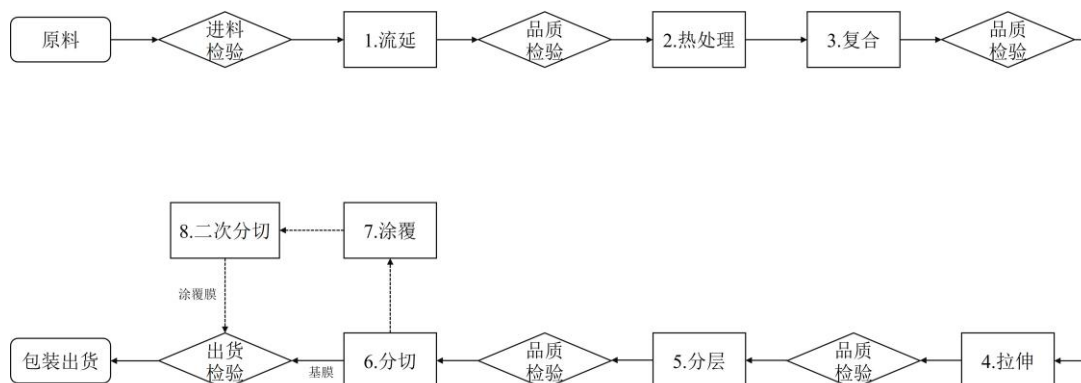 原料
进料
检验
1.流延
品质
检验
2.热处理
3.复合
品质
检验
8.二次分切
7.涂覆
涂覆膜
包装出货
出货
检验
基膜
6.分切
品质
检验
5.分层
品质
检验
4.拉伸